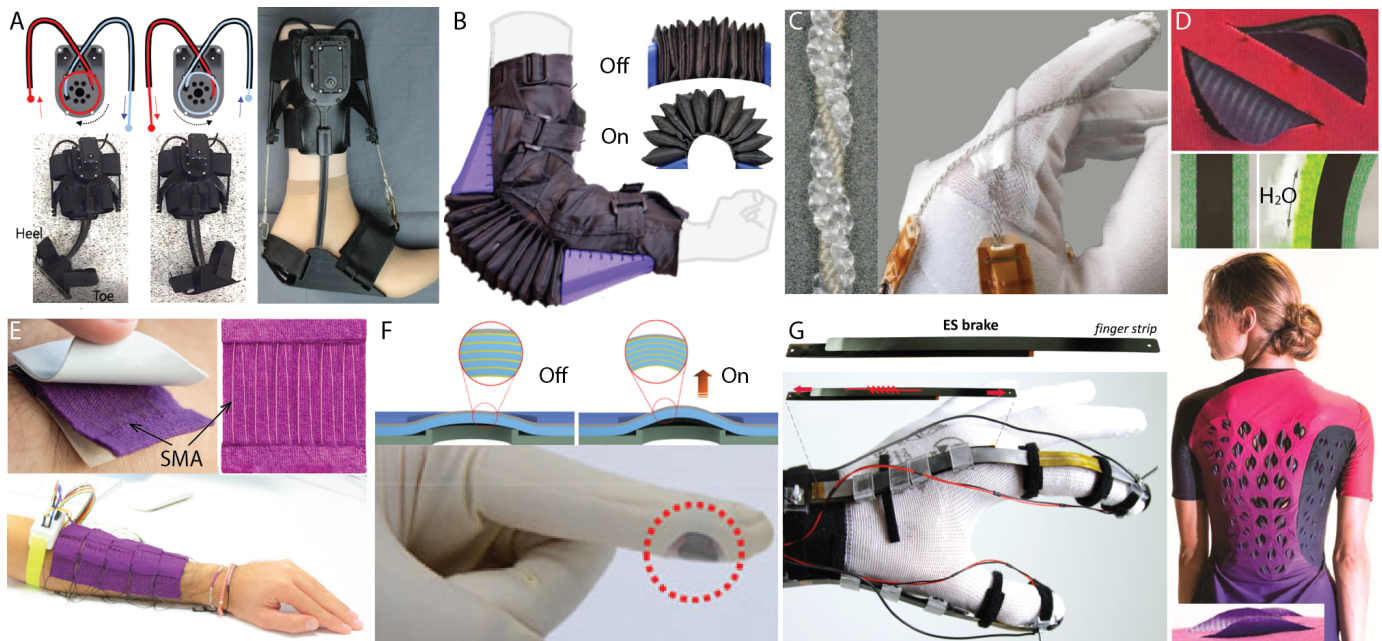 A
Heel
Toe
B
Off
On
C
D
H₂O
E
SMA
F
Off
On
G
ES brake
finger strip